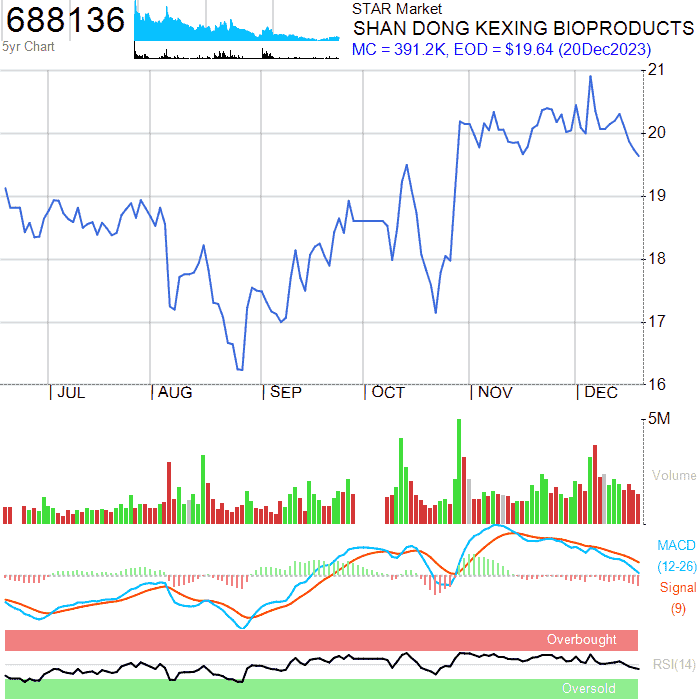 688136
5yr Chart
STAR Market
SHAN DONG KEXING BIOPRODUCTS
MC = 391.2K, EOD = $19.64 (20Dec2023)
21
20
19
18
17
16
JUL AUG SEP OCT NOV DEC
5M
Volume
MACD
(12-26)
Signal
(9)
Overbought
RSI(14)
Oversold